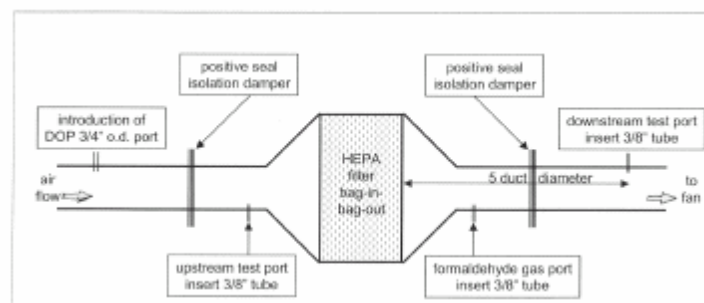 positive seal
isolation damper
positive seal
isolation damper
introduction of
DOP 3/4" o.d. port
downstream test port
insert 3/8" tube
HEPA
filter
bag-in-
bag-out
air
flow
5 duct diameter
to
fan
upstream test port
insert 3/8" tube
formaldehyde gas port
insert 3/8" tube